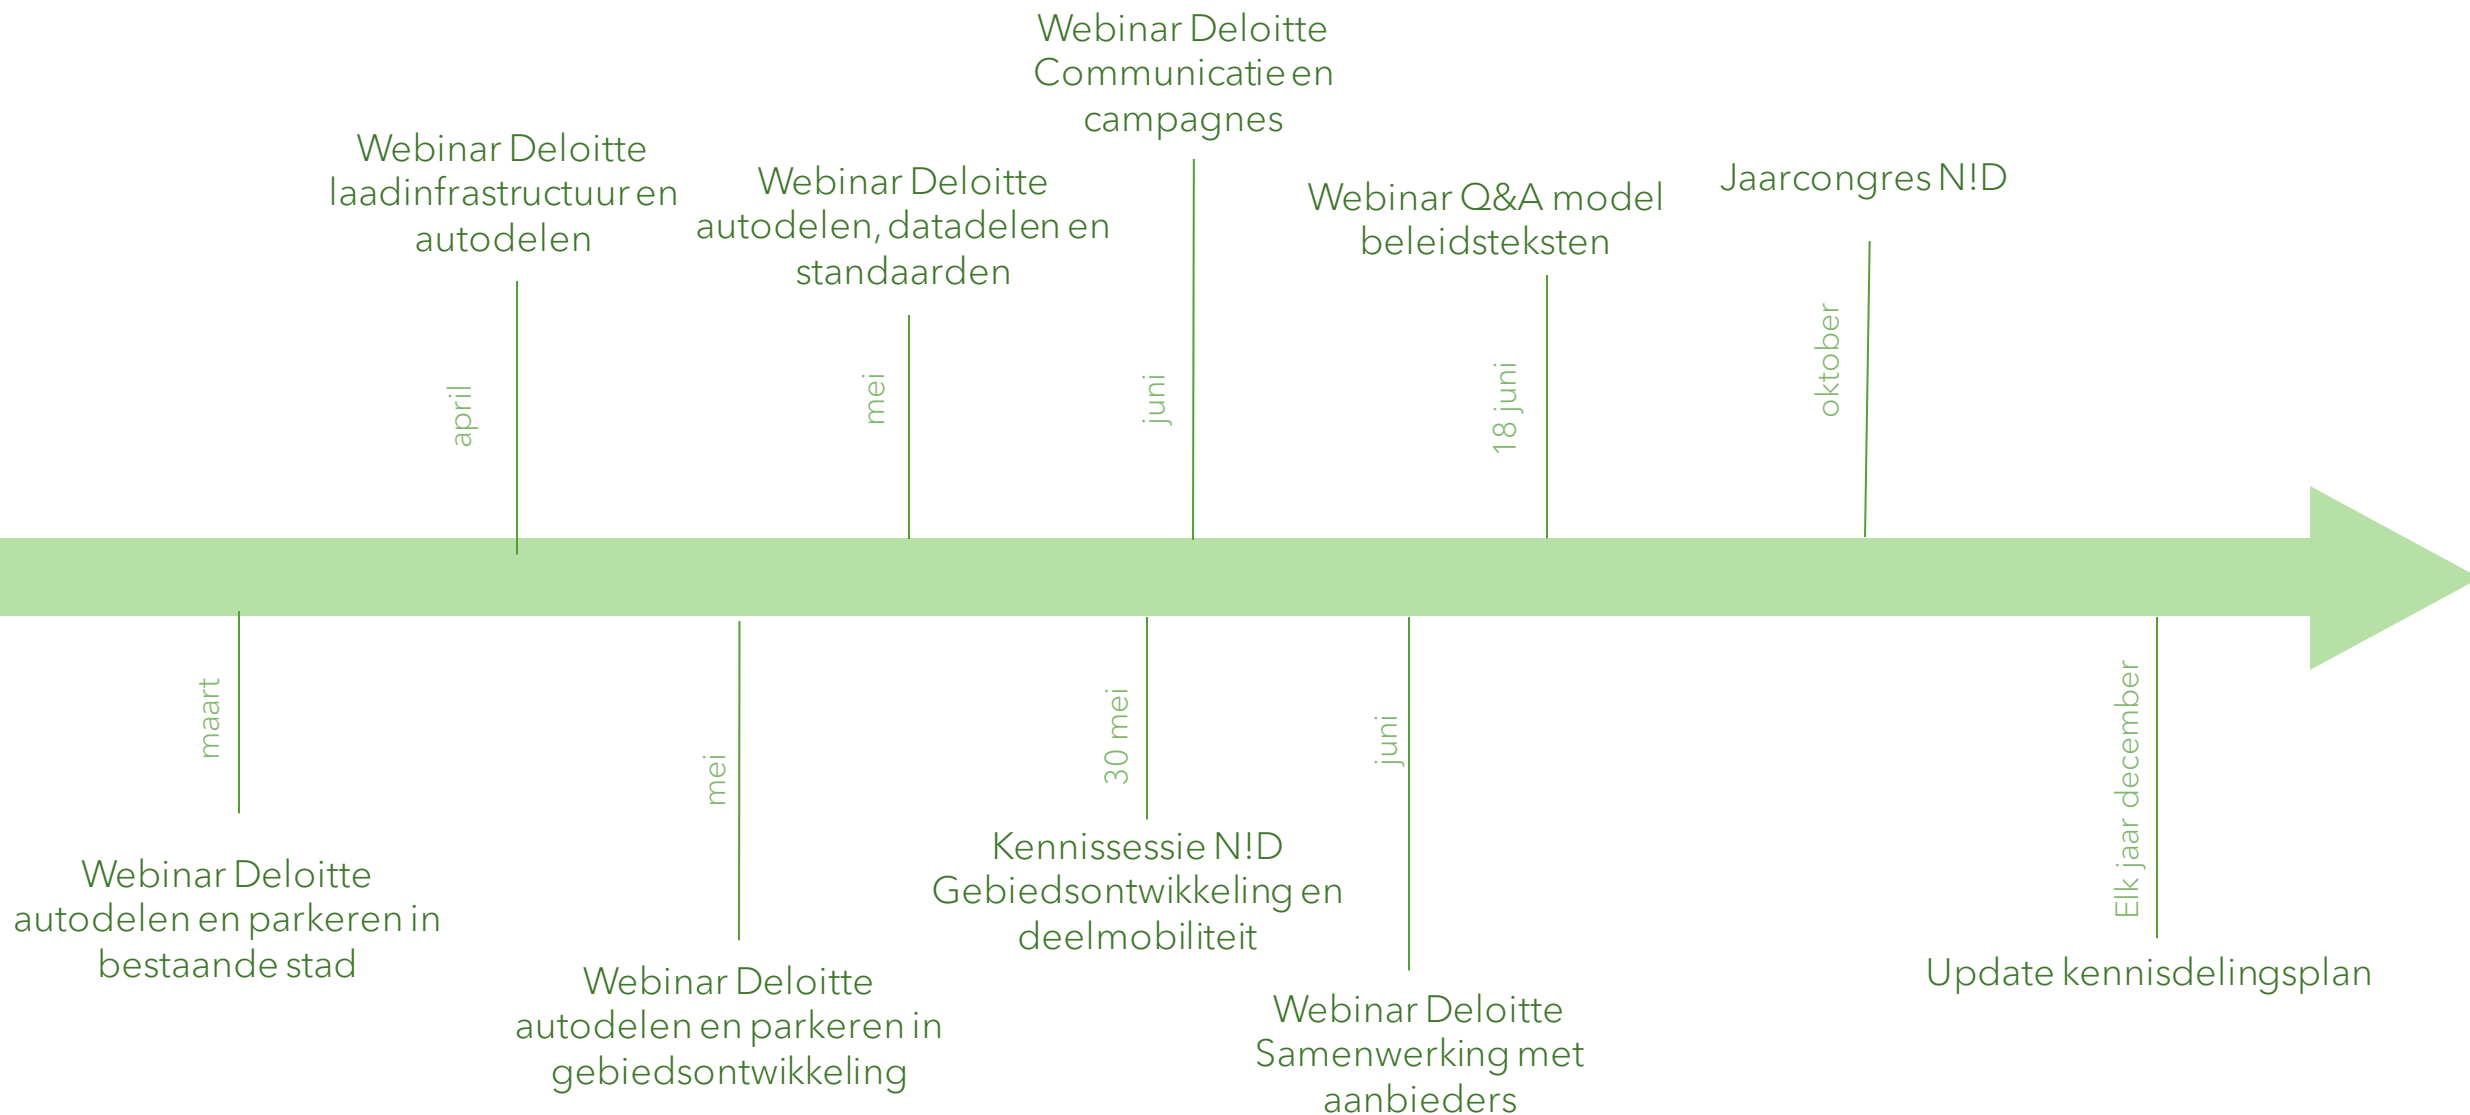 Webinar Deloitte
Communicatie en
campagnes
Webinar Deloitte
laadinfrastructuur en
autodelen
Webinar Deloitte
autodelen, datadelen en
standaarden
Webinar Q&A model
beleidsteksten
Jaarcongres N!D
april
mei
juni
18 juni
oktober
maart
mei
30 mei
juni
Elk jaar december
Webinar Deloitte
autodelen en parkeren in
bestaande stad
Webinar Deloitte
autodelen en parkeren in
gebiedsontwikkeling
Kennissessie N!D
Gebiedsontwikkeling en
deelmobiliteit
Webinar Deloitte
Samenwerking met
aanbieders
Update kennisdelingsplan